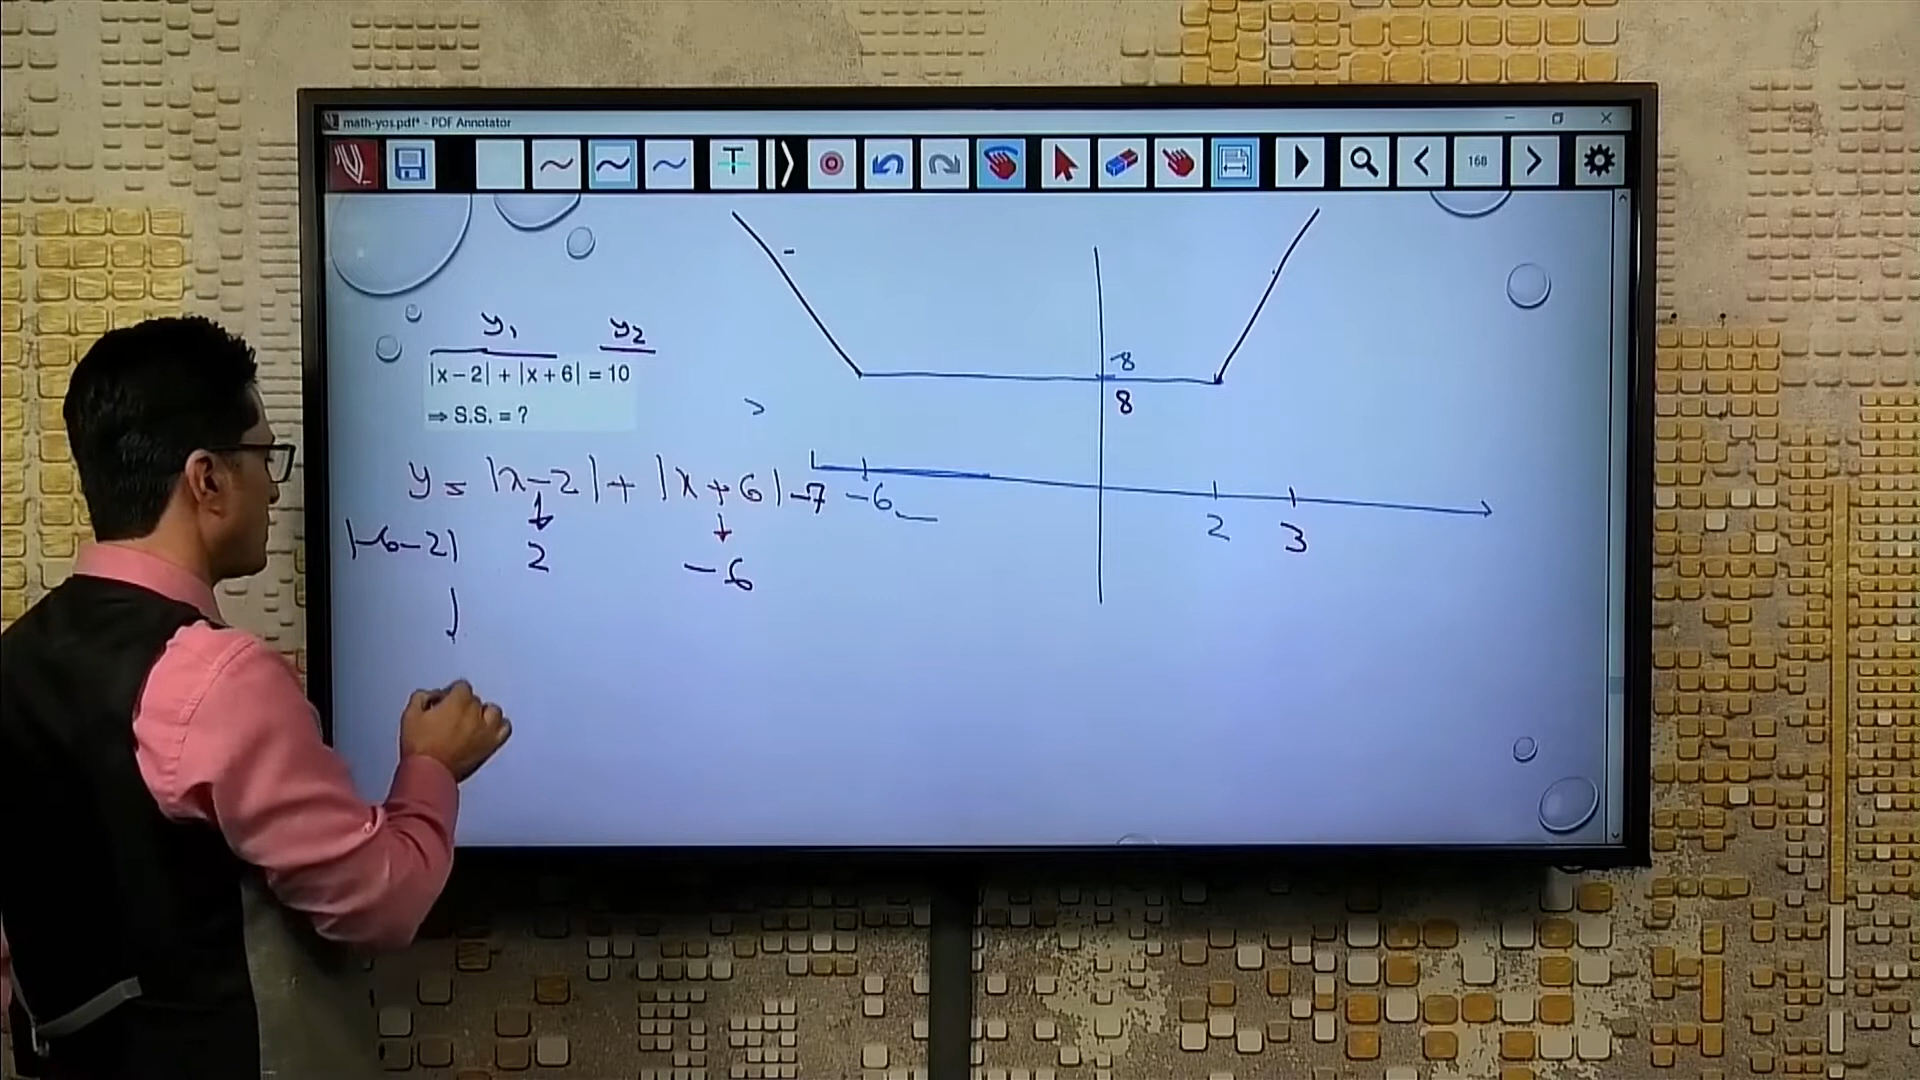 math-yos.pdf* - PDF Annotator
168
y₁ y₂
|x – 2| + |x + 6| = 10
⇒ S.S. = ?
y = |x-2| + |x+6|
2
-6
|-6-2|
8
8
-7 -6
2
3